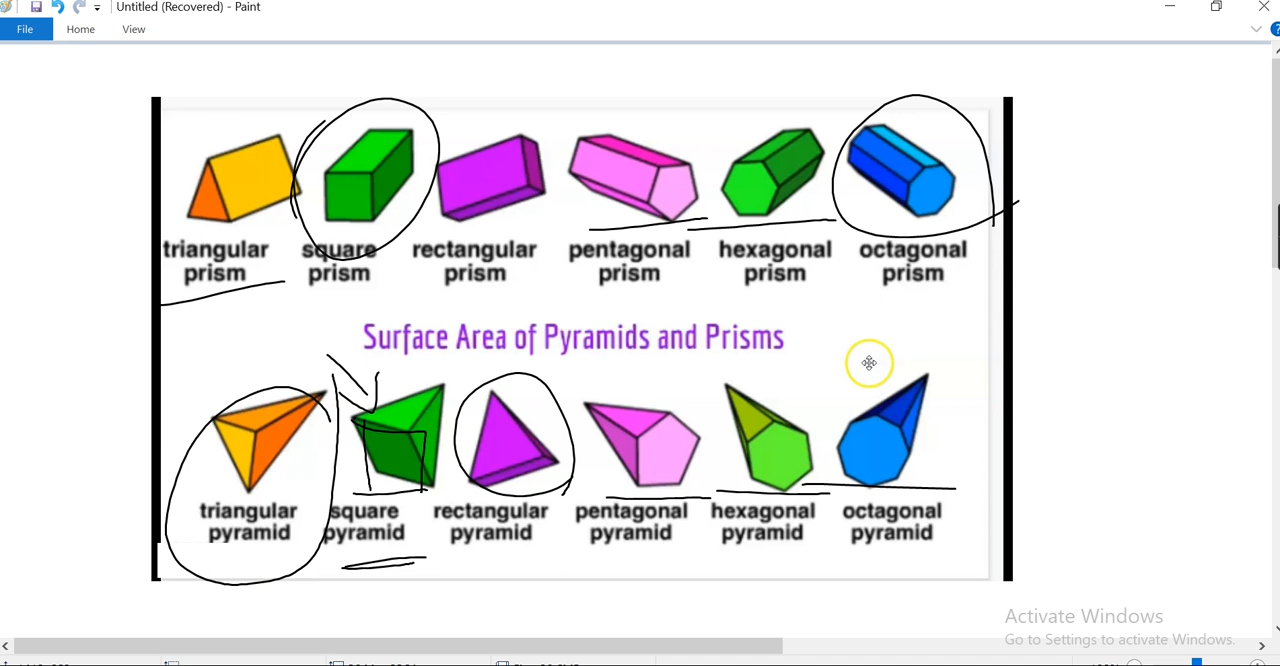 Untitled (Recovered) - Paint
File Home View
triangular square rectangular pentagonal hexagonal octagonal
prism prism prism prism prism prism
Surface Area of Pyramids and Prisms
N
triangular square rectangular pentagonal hexagonal octagonal
pyramid pyramid pyramid pyramid pyramid pyramid
Activate Windows
Go to Settings to activate Windows.